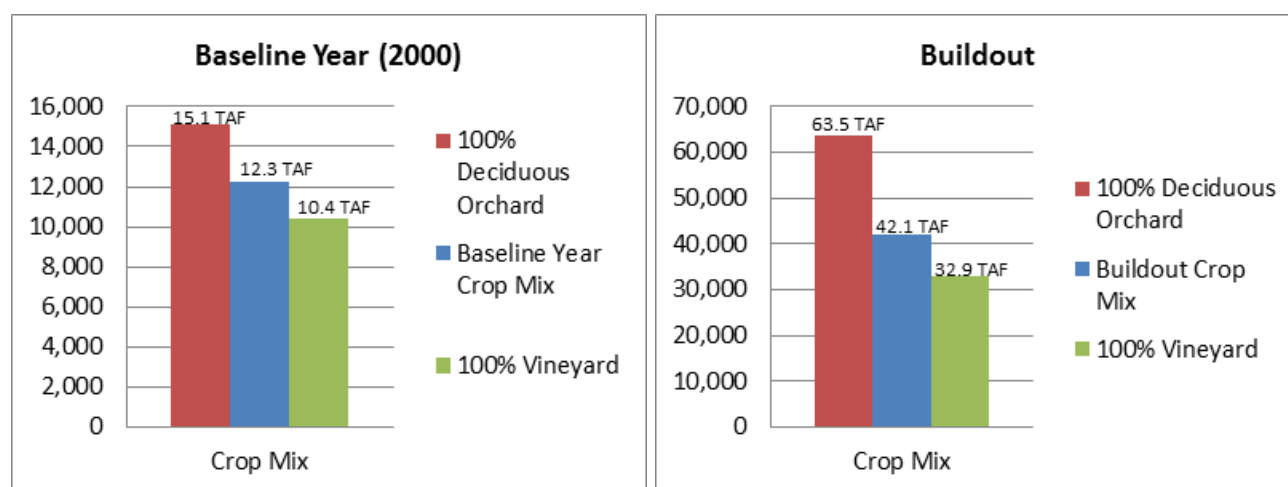 Baseline Year (2000)
16,000
14,000
12,000
10,000
8,000
6,000
4,000
2,000
0
15.1 TAF
12.3 TAF
10.4 TAF
Crop Mix
100%
Deciduous
Orchard
Baseline Year
Crop Mix
100% Vineyard
Buildout
70,000
60,000
50,000
40,000
30,000
20,000
10,000
0
63.5 TAF
42.1 TAF
32.9 TAF
Crop Mix
100% Deciduous
Orchard
Buildout Crop
Mix
100% Vineyard